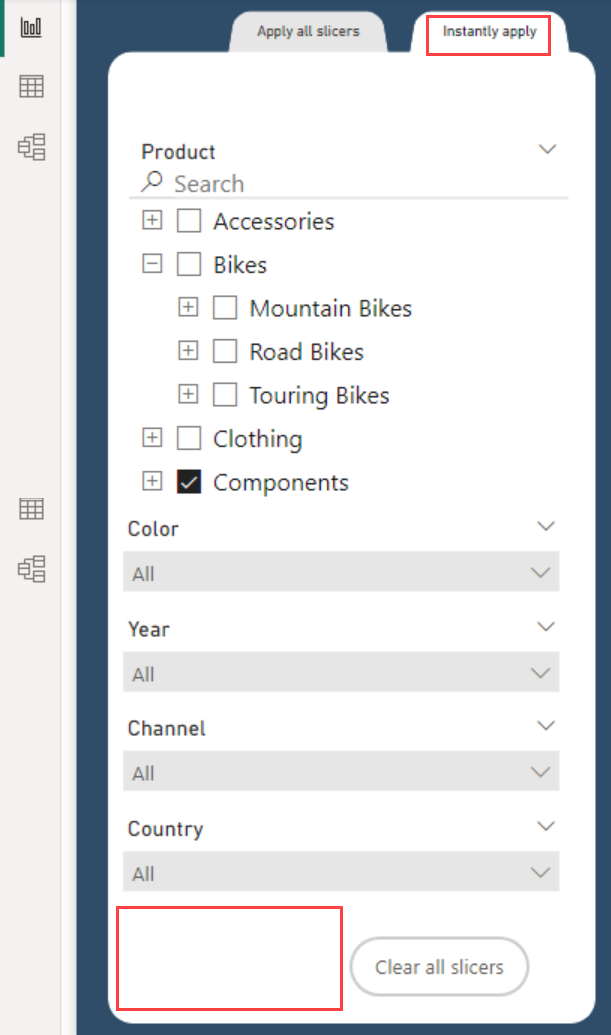 Apply all slicers
Instantly apply
Product
Search
Accessories
Bikes
Mountain Bikes
Road Bikes
Touring Bikes
Clothing
Components
Color
All
Year
All
Channel
All
Country
All
Clear all slicers